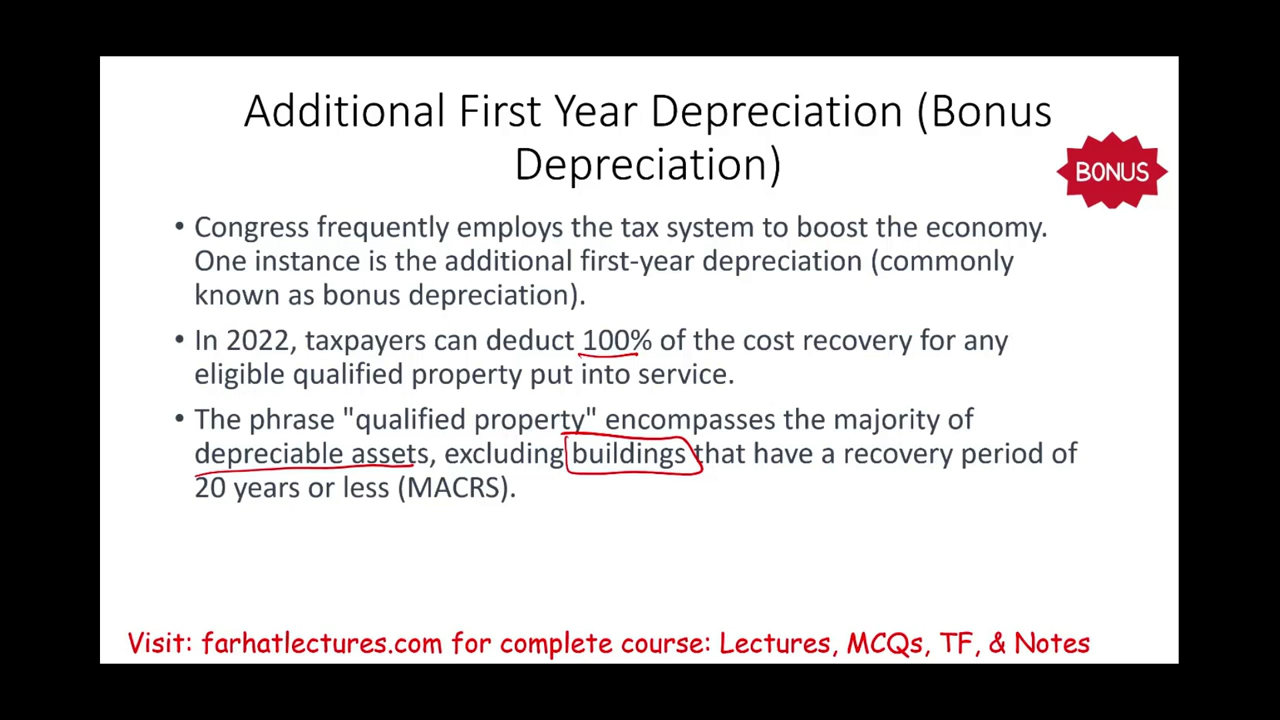 Additional First Year Depreciation (Bonus
Depreciation)
BONUS
• Congress frequently employs the tax system to boost the economy.
One instance is the additional first-year depreciation (commonly
known as bonus depreciation).
• In 2022, taxpayers can deduct 100% of the cost recovery for any
eligible qualified property put into service.
• The phrase "qualified property" encompasses the majority of
depreciable assets, excluding buildings that have a recovery period of
20 years or less (MACRS).
Visit: farhatlectures.com for complete course: Lectures, MCQs, TF, & Notes